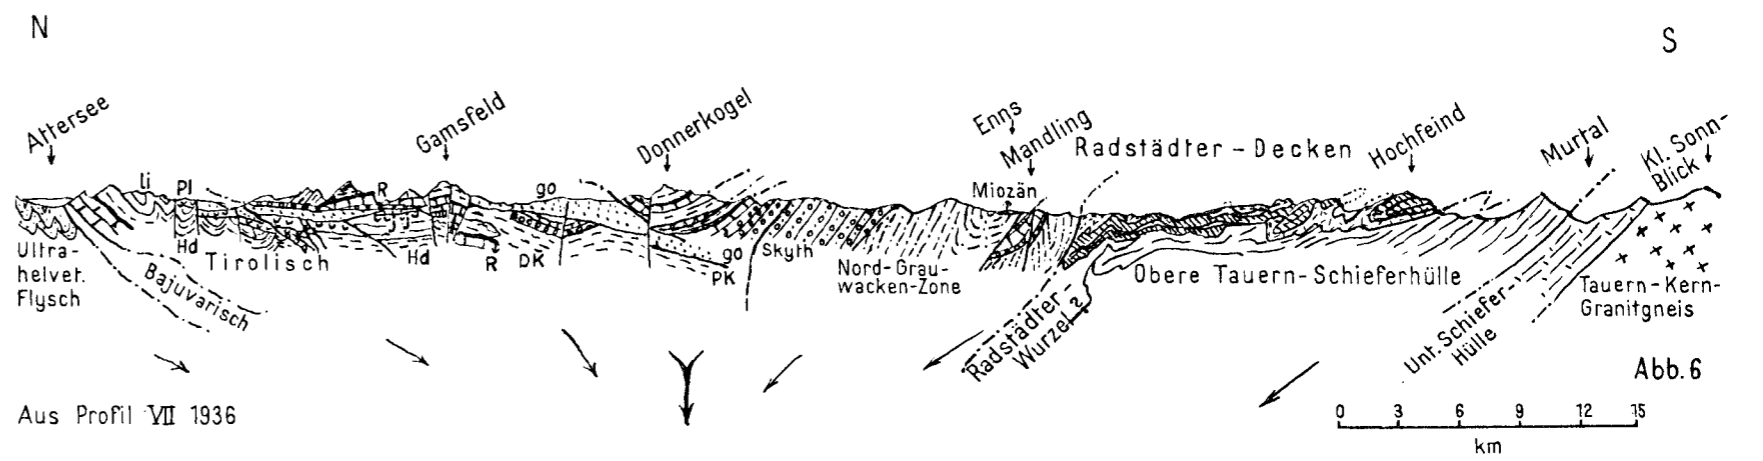 N
S
Attersee
Gamsfeld
Donnerkogel
Enns
Mandling
Radstädter-Decken
Hochfeind
Murtal
Kl. Sonn-
Blick
li
Pl
R
go
Miozän
Ultra-
helvet.
Flysch
Hd
Tirolisch
Bajuvarisch
Hd
R
DK
go
PK
Skyth
Nord-Grau-
wacken-Zone
Radstädter-
Wurzel?
Obere Tauern-Schieferhülle
Unt. Schiefer-
Hülle
Tauern-Kern-
Granitgneis
Abb. 6
Aus Profil VII 1936
0 3 6 9 12 15
km